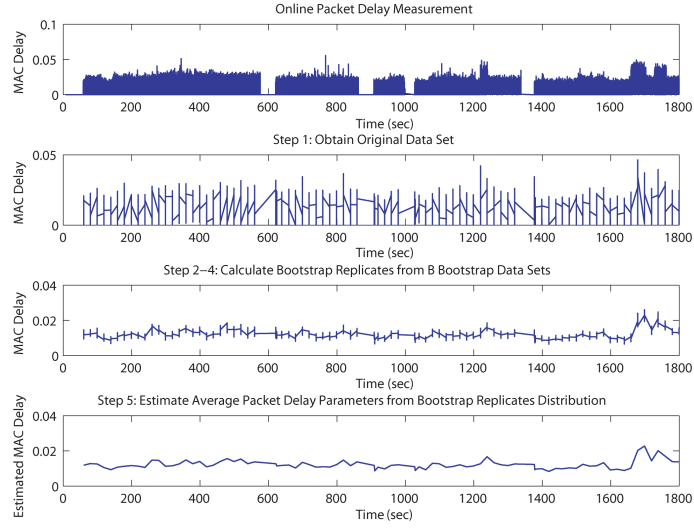 Online Packet Delay Measurement
0.1
0.05
0
MAC Delay
0 200 400 600 800 1000 1200 1400 1600 1800
Time (sec)
Step 1: Obtain Original Data Set
0.05
0
MAC Delay
0 200 400 600 800 1000 1200 1400 1600 1800
Time (sec)
Step 2−4: Calculate Bootstrap Replicates from B Bootstrap Data Sets
0.04
0.02
0
MAC Delay
0 200 400 600 800 1000 1200 1400 1600 1800
Time (sec)
Step 5: Estimate Average Packet Delay Parameters from Bootstrap Replicates Distribution
0.04
0.02
0
Estimated MAC Delay
0 200 400 600 800 1000 1200 1400 1600 1800
Time (sec)